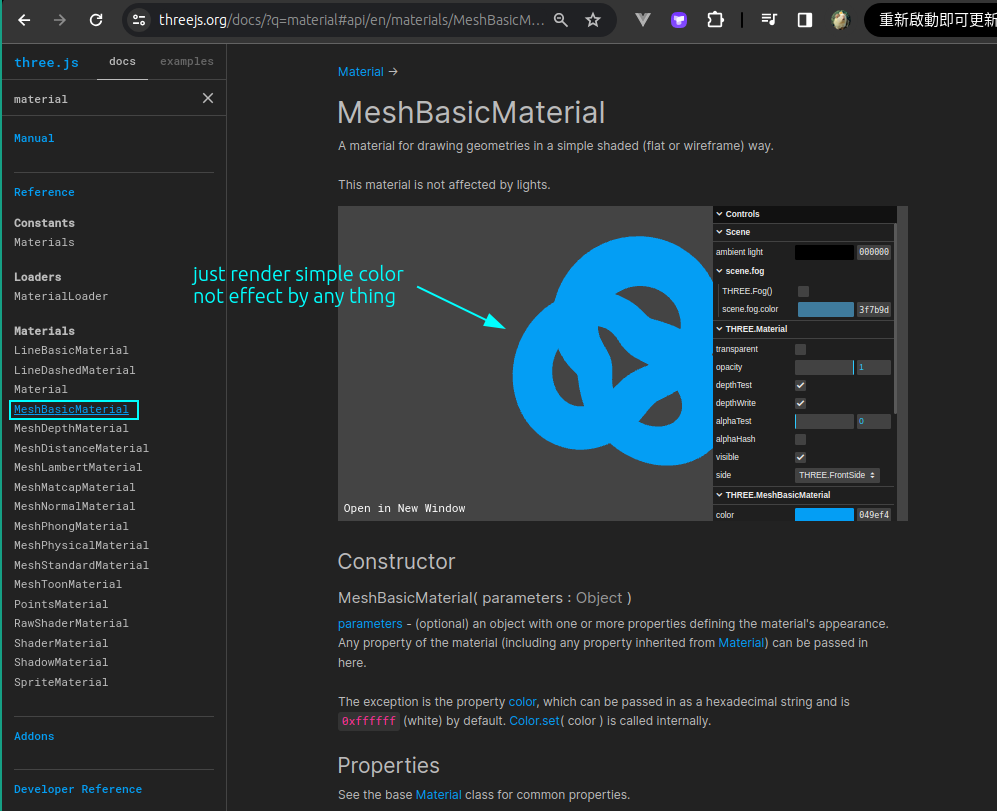 threejs.org/docs/?q=material#api/en/materials/MeshBasicM...
重新啟動即可更新
three.js
docs
examples
material
Manual
Reference
Constants
Materials
Loaders
MaterialLoader
Materials
LineBasicMaterial
LineDashedMaterial
Material
MeshBasicMaterial
MeshDepthMaterial
MeshDistanceMaterial
MeshLambertMaterial
MeshMatcapMaterial
MeshNormalMaterial
MeshPhongMaterial
MeshPhysicalMaterial
MeshStandardMaterial
MeshToonMaterial
PointsMaterial
RawShaderMaterial
ShaderMaterial
ShadowMaterial
SpriteMaterial
Addons
Developer Reference
Material →
MeshBasicMaterial
A material for drawing geometries in a simple shaded (flat or wireframe) way.
This material is not affected by lights.
just render simple color
not effect by any thing
Open in New Window
Controls
Scene
ambient light 000000
scene.fog
THREE.Fog()
scene.fog.color 3f7b9d
THREE.Material
transparent
opacity 1
depthTest
depthWrite
alphaTest 0
alphaHash
visible
side THREE.FrontSide
THREE.MeshBasicMaterial
color 049ef4
Constructor
MeshBasicMaterial( parameters : Object )
parameters - (optional) an object with one or more properties defining the material's appearance.
Any property of the material (including any property inherited from Material) can be passed in
here.
The exception is the property color, which can be passed in as a hexadecimal string and is
0xffffff (white) by default. Color.set( color ) is called internally.
Properties
See the base Material class for common properties.